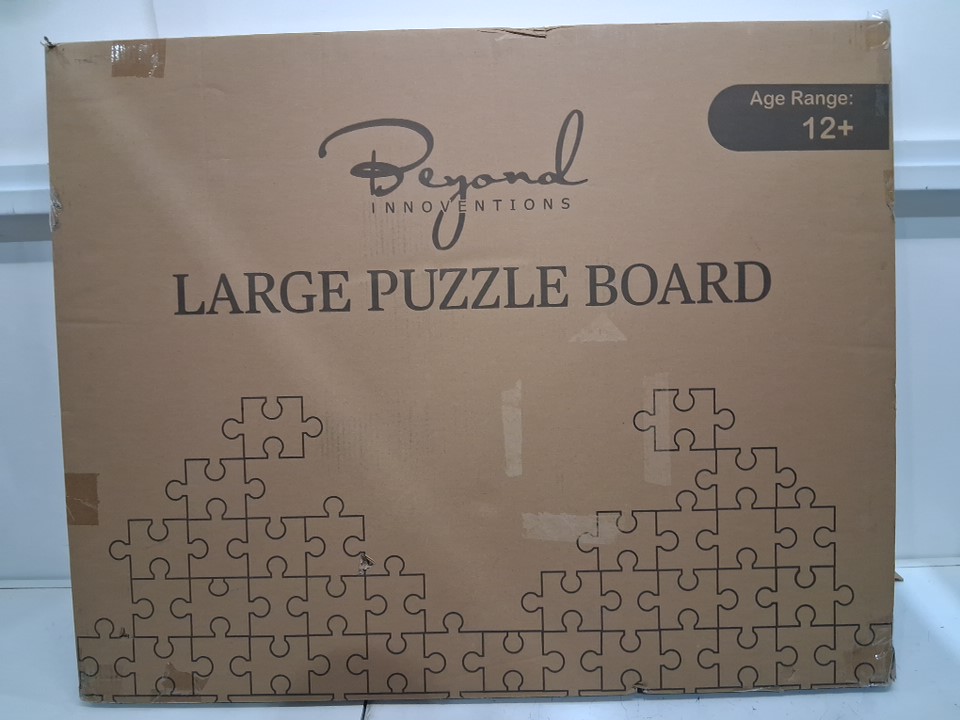 Age Range:
12+
Beyond
INNOVENTIONS
LARGE PUZZLE BOARD